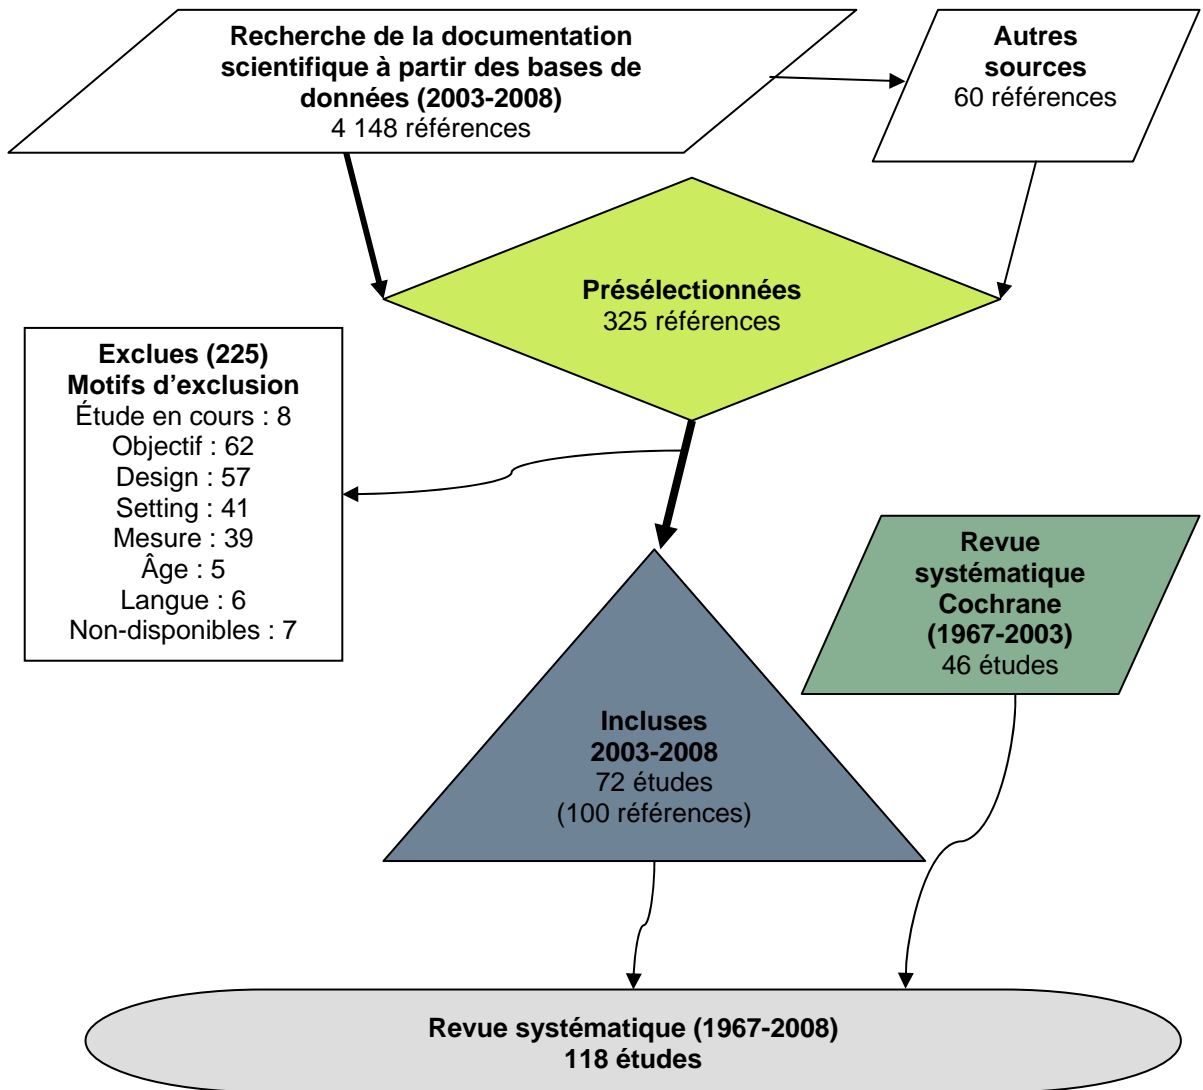 Recherche de la documentation
scientifique à partir des bases de
données (2003-2008)
4 148 références
Autres
sources
60 références
Présélectionnées
325 références
Exclues (225)
Motifs d’exclusion
Étude en cours : 8
Objectif : 62
Design : 57
Setting : 41
Mesure : 39
Âge : 5
Langue : 6
Non-disponibles : 7
Revue
systématique
Cochrane
(1967-2003)
46 études
Incluses
2003-2008
72 études
(100 références)
Revue systématique (1967-2008)
118 études